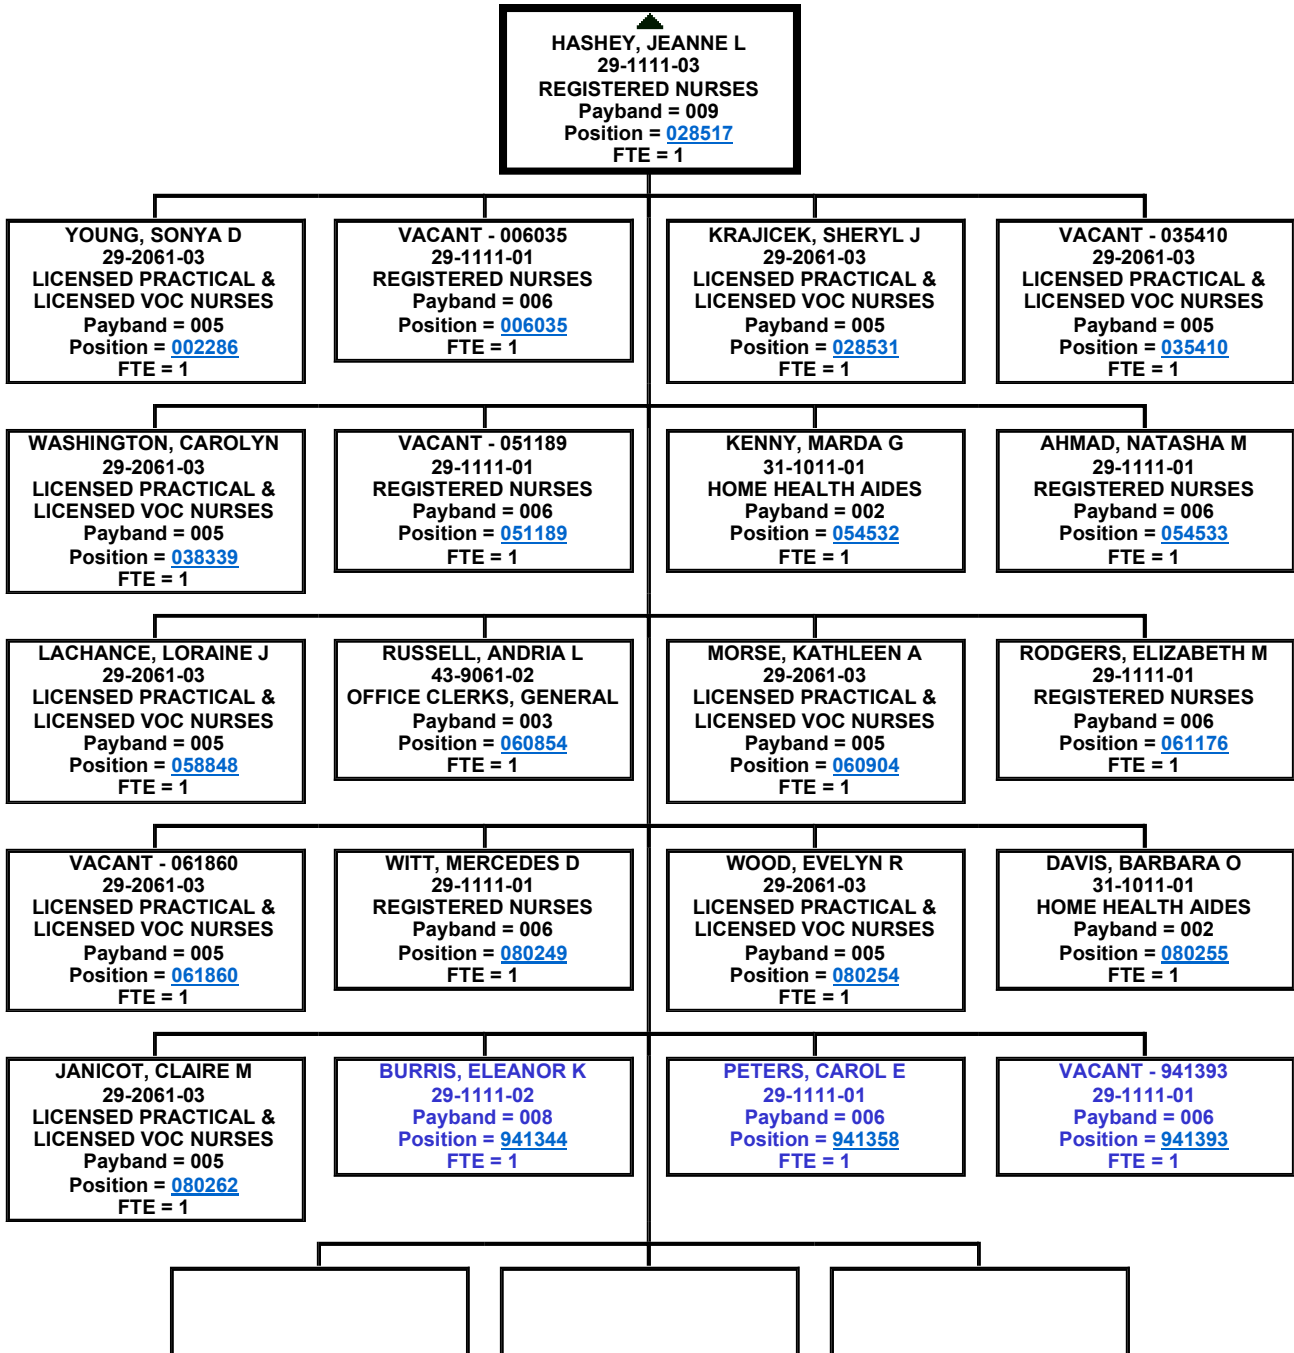 HASHEY, JEANNE L
29-1111-03
REGISTERED NURSES
Payband = 009
Position = 028517
FTE = 1
YOUNG, SONYA D
29-2061-03
LICENSED PRACTICAL &
LICENSED VOC NURSES
Payband = 005
Position = 002286
FTE = 1
VACANT - 006035
29-1111-01
REGISTERED NURSES
Payband = 006
Position = 006035
FTE = 1
KRAJICEK, SHERYL J
29-2061-03
LICENSED PRACTICAL &
LICENSED VOC NURSES
Payband = 005
Position = 028531
FTE = 1
VACANT - 035410
29-2061-03
LICENSED PRACTICAL &
LICENSED VOC NURSES
Payband = 005
Position = 035410
FTE = 1
WASHINGTON, CAROLYN
29-2061-03
LICENSED PRACTICAL &
LICENSED VOC NURSES
Payband = 005
Position = 038339
FTE = 1
VACANT - 051189
29-1111-01
REGISTERED NURSES
Payband = 006
Position = 051189
FTE = 1
KENNY, MARDA G
31-1011-01
HOME HEALTH AIDES
Payband = 002
Position = 054532
FTE = 1
AHMAD, NATASHA M
29-1111-01
REGISTERED NURSES
Payband = 006
Position = 054533
FTE = 1
LACHANCE, LORAINE J
29-2061-03
LICENSED PRACTICAL &
LICENSED VOC NURSES
Payband = 005
Position = 058848
FTE = 1
RUSSELL, ANDRIA L
43-9061-02
OFFICE CLERKS, GENERAL
Payband = 003
Position = 060854
FTE = 1
MORSE, KATHLEEN A
29-2061-03
LICENSED PRACTICAL &
LICENSED VOC NURSES
Payband = 005
Position = 060904
FTE = 1
RODGERS, ELIZABETH M
29-1111-01
REGISTERED NURSES
Payband = 006
Position = 061176
FTE = 1
VACANT - 061860
29-2061-03
LICENSED PRACTICAL &
LICENSED VOC NURSES
Payband = 005
Position = 061860
FTE = 1
WITT, MERCEDES D
29-1111-01
REGISTERED NURSES
Payband = 006
Position = 080249
FTE = 1
WOOD, EVELYN R
29-2061-03
LICENSED PRACTICAL &
LICENSED VOC NURSES
Payband = 005
Position = 080254
FTE = 1
DAVIS, BARBARA O
31-1011-01
HOME HEALTH AIDES
Payband = 002
Position = 080255
FTE = 1
JANICOT, CLAIRE M
29-2061-03
LICENSED PRACTICAL &
LICENSED VOC NURSES
Payband = 005
Position = 080262
FTE = 1
BURRIS, ELEANOR K
29-1111-02
Payband = 008
Position = 941344
FTE = 1
PETERS, CAROL E
29-1111-01
Payband = 006
Position = 941358
FTE = 1
VACANT - 941393
29-1111-01
Payband = 006
Position = 941393
FTE = 1